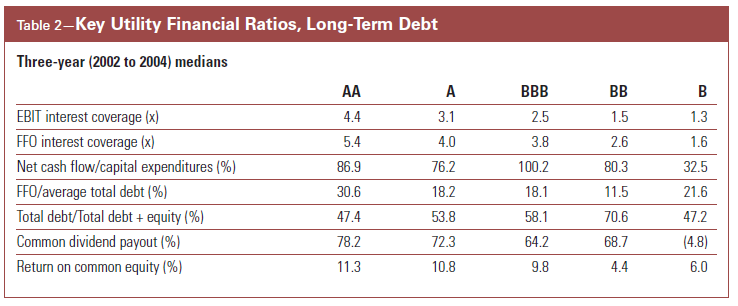 Table 2–Key Utility Financial Ratios, Long-Term Debt
Three-year (2002 to 2004) medians
AA A BBB BB B
EBIT interest coverage (x) 4.4 3.1 2.5 1.5 1.3
FFO interest coverage (x) 5.4 4.0 3.8 2.6 1.6
Net cash flow/capital expenditures (%) 86.9 76.2 100.2 80.3 32.5
FFO/average total debt (%) 30.6 18.2 18.1 11.5 21.6
Total debt/Total debt + equity (%) 47.4 53.8 58.1 70.6 47.2
Common dividend payout (%) 78.2 72.3 64.2 68.7 (4.8)
Return on common equity (%) 11.3 10.8 9.8 4.4 6.0